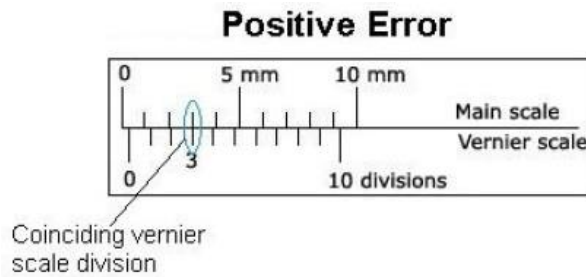 Positive Error
0 5 mm 10 mm
Main scale
Vernier scale
3
0 10 divisions
Coinciding vernier
scale division